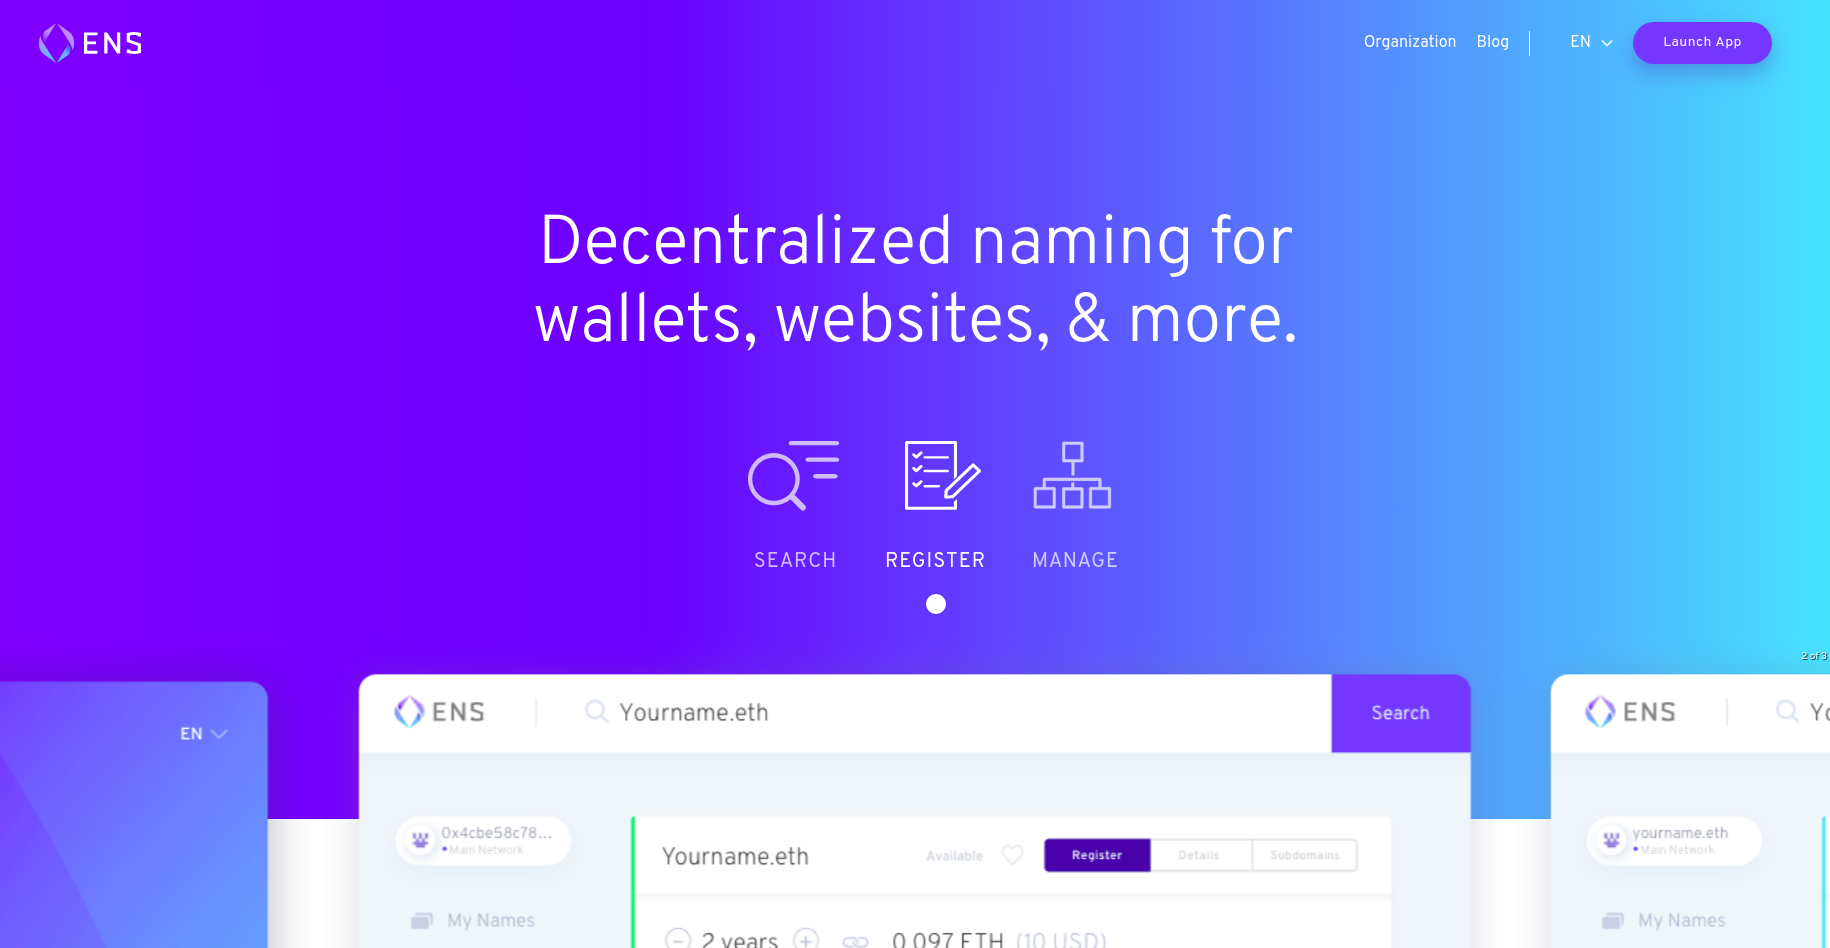 ENS
Organization Blog EN Launch App
Decentralized naming for
wallets, websites, & more.
SEARCH REGISTER MANAGE
2 of 3
EN
ENS Yourname.eth Search
0x4cbe58c78...
Main Network
My Names
Yourname.eth Available Register Details Subdomains
2 years 0.097 ETH (10 USD)
ENS
yourname.eth
Main Network
My Names